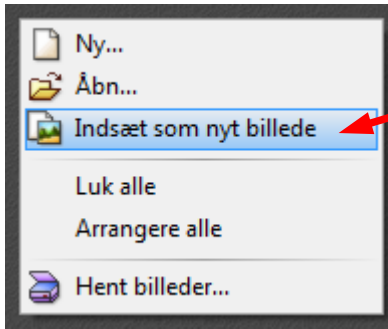 Ny...
Åbn...
Indsæt som nyt billede
Luk alle
Arrangere alle
Hent billeder...